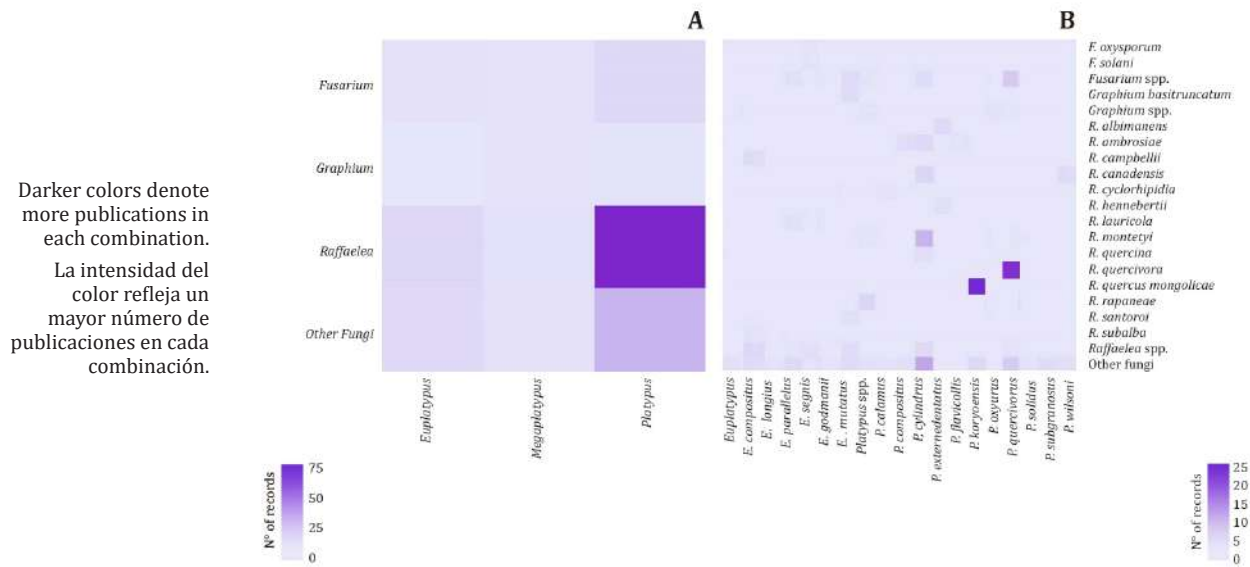 Darker colors denote
more publications in
each combination.
La intensidad del
color refleja un
mayor número de
publicaciones en cada
combinación.
A
Fusarium
Graphium
Raffaelea
Other Fungi
Euplatypus
Megaplatypus
Platypus
N° of records
75
50
25
0
B
F. oxysporum
F. solani
Fusarium spp.
Graphium basitruncatum
Graphium spp.
R. albimanens
R. ambrosiae
R. campbellii
R. canadensis
R. cyclorhipidia
R. hennebertii
R. lauricola
R. montetyi
R. quercina
R. quercivora
R. quercus mongolicae
R. rapaneae
R. santoroi
R. subalba
Raffaelea spp.
Other fungi
Euplatypus
E. compositus
E. longius
E. parallelus
E. segnis
E. godmanii
E. . mutatus
Platypus spp.
P. calamus
P. compositus
P. cylindrus
P. externedentatus
P. flavicollis
P. koryoensis
P. oxyurus
P. quercivorus
P. solidus
P. subgranosus
P. wilsoni
N° of records
25
20
15
10
5
0